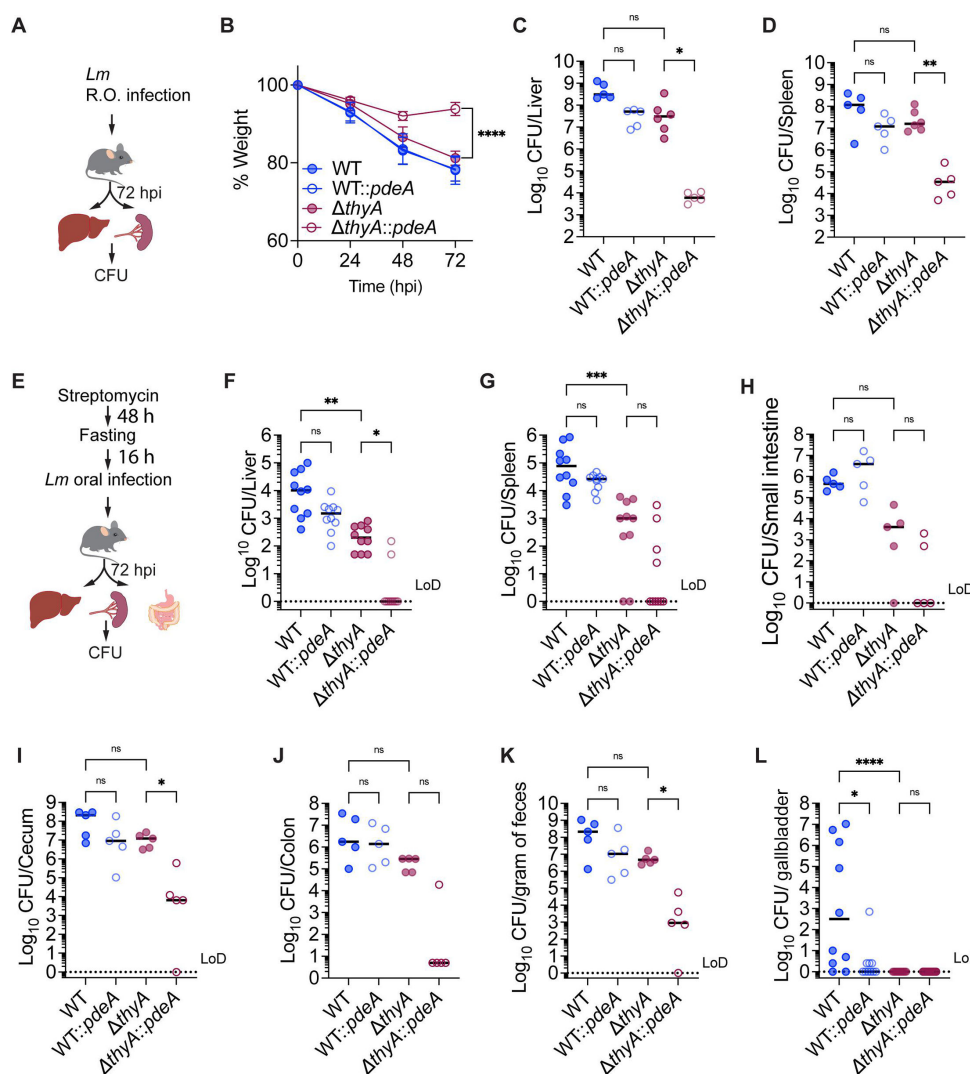 A
Lm
R.O. infection
72 hpi
CFU
B
% Weight
100
80
60
0
24
48
72
Time (hpi)
WT
WT::pdeA
ΔthyA
ΔthyA::pdeA
****
C
Log₁₀ CFU/Liver
10
9
8
7
6
5
4
3
2
ns
ns
*
WT
WT::pdeA
ΔthyA
ΔthyA::pdeA
D
Log₁₀ CFU/Spleen
10
9
8
7
6
5
4
3
2
ns
ns
**
WT
WT::pdeA
ΔthyA
ΔthyA::pdeA
E
Streptomycin
48 h
Fasting
16 h
Lm oral infection
72 hpi
CFU
F
Log¹⁰ CFU/Liver
6
5
4
3
2
1
0
**
ns
*
LoD
WT
WT::pdeA
ΔthyA
ΔthyA::pdeA
G
Log₁₀ CFU/Spleen
6
5
4
3
2
1
0
***
ns
ns
LoD
WT
WT::pdeA
ΔthyA
ΔthyA::pdeA
H
Log₁₀ CFU/Small intestine
8
7
6
5
4
3
2
1
0
ns
ns
ns
LoD
WT
WT::pdeA
ΔthyA
ΔthyA::pdeA
I
Log₁₀ CFU/Cecum
9
8
7
6
5
4
3
2
1
0
ns
ns
*
LoD
WT
WT::pdeA
ΔthyA
ΔthyA::pdeA
J
Log₁₀ CFU/Colon
8
7
6
5
4
3
2
1
0
ns
ns
ns
WT
WT::pdeA
ΔthyA
ΔthyA::pdeA
K
Log₁₀ CFU/gram of feces
10
9
8
7
6
5
4
3
2
1
0
ns
ns
*
LoD
WT
WT::pdeA
ΔthyA
ΔthyA::pdeA
L
Log₁₀ CFU/ gallbladder
8
7
6
5
4
3
2
1
0
****
*
ns
Lo
WT
WT::pdeA
ΔthyA
ΔthyA::pdeA